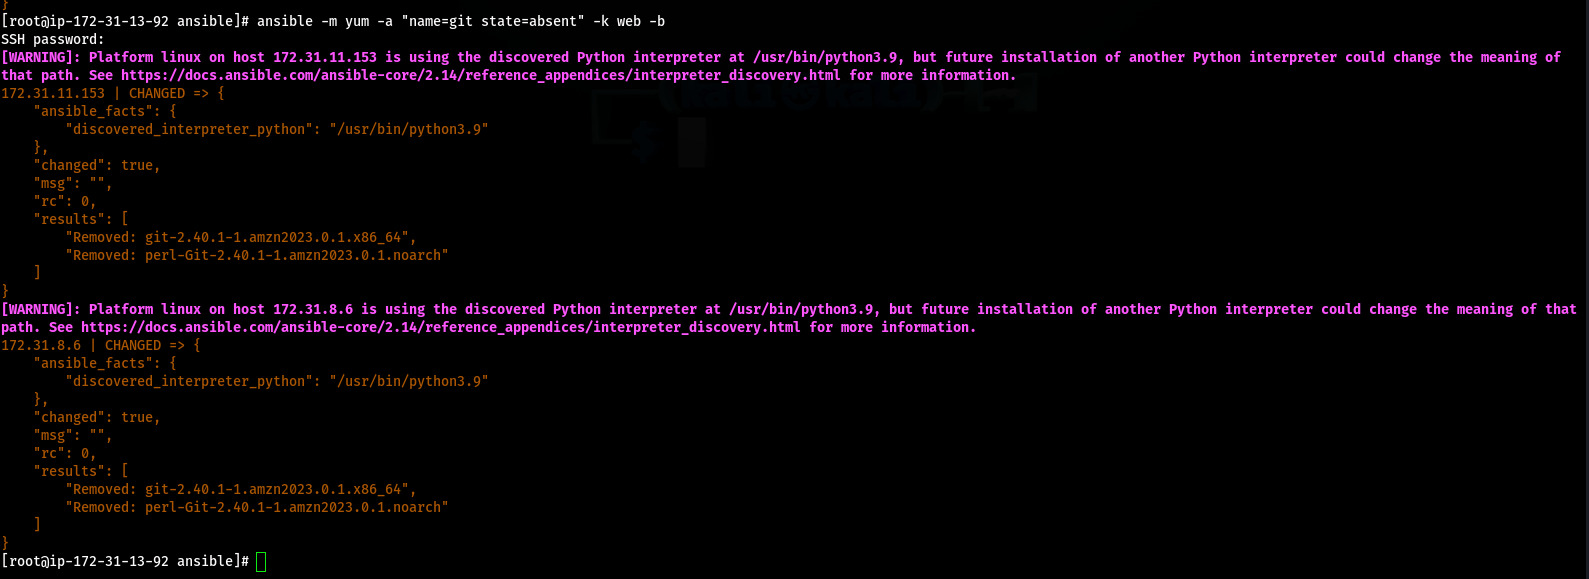 }
[root@ip-172-31-13-92 ansible]# ansible -m yum -a "name=git state=absent" -k web -b
SSH password:
[WARNING]: Platform linux on host 172.31.11.153 is using the discovered Python interpreter at /usr/bin/python3.9, but future installation of another Python interpreter could change the meaning of
that path. See https://docs.ansible.com/ansible-core/2.14/reference_appendices/interpreter_discovery.html for more information.
172.31.11.153 | CHANGED => {
    "ansible_facts": {
        "discovered_interpreter_python": "/usr/bin/python3.9"
    },
    "changed": true,
    "msg": "",
    "rc": 0,
    "results": [
        "Removed: git-2.40.1-1.amzn2023.0.1.x86_64",
        "Removed: perl-Git-2.40.1-1.amzn2023.0.1.noarch"
    ]
}
[WARNING]: Platform linux on host 172.31.8.6 is using the discovered Python interpreter at /usr/bin/python3.9, but future installation of another Python interpreter could change the meaning of that
path. See https://docs.ansible.com/ansible-core/2.14/reference_appendices/interpreter_discovery.html for more information.
172.31.8.6 | CHANGED => {
    "ansible_facts": {
        "discovered_interpreter_python": "/usr/bin/python3.9"
    },
    "changed": true,
    "msg": "",
    "rc": 0,
    "results": [
        "Removed: git-2.40.1-1.amzn2023.0.1.x86_64",
        "Removed: perl-Git-2.40.1-1.amzn2023.0.1.noarch"
    ]
}
[root@ip-172-31-13-92 ansible]#